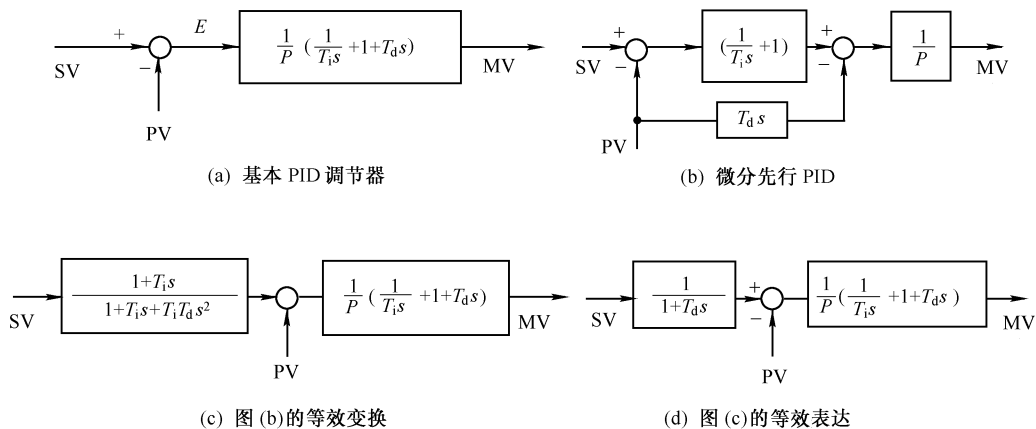 + E 1/P (1/(T_i s) +1+T_d s)
SV − MV
PV
(a) 基本 PID 调节器
+ (1/(T_i s) +1) + 1/P
SV − − MV
T_d s
PV
(b) 微分先行 PID
(1+T_i s)/(1+T_i s+T_i T_d s²) 1/P (1/(T_i s) +1+T_d s)
SV MV
PV
(c) 图 (b)的等效变换
1/(1+T_d s) + 1/P (1/(T_i s) +1+T_d s)
SV − MV
PV
(d) 图 (c)的等效表达